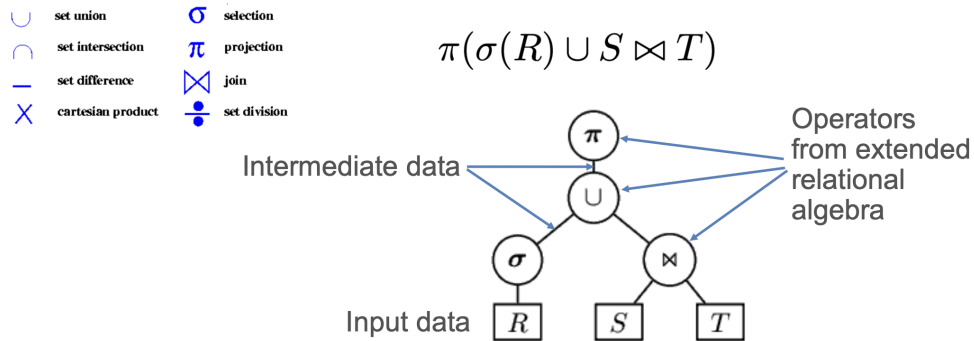 ∪ set union σ selection
∩ set intersection π projection
− set difference ⋈ join
× cartesian product ÷ set division
π(σ(R) ∪ S ⋈ T)
π
Operators
from extended
relational
algebra
Intermediate data
∪
σ ⋈
Input data R S T